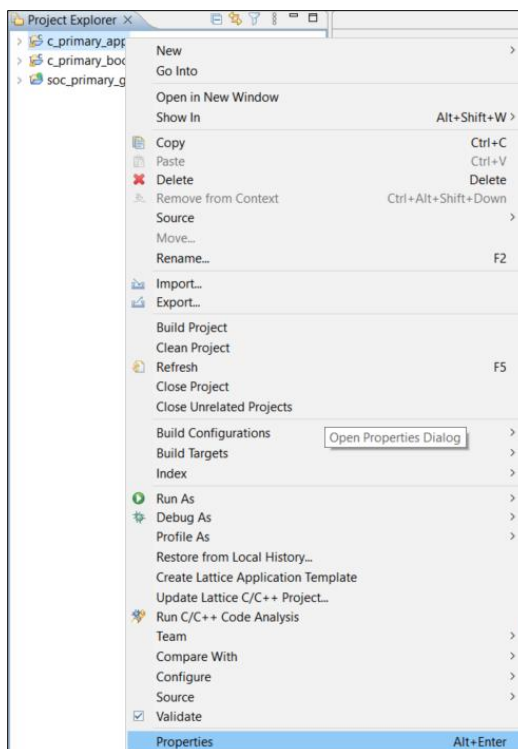 Project Explorer
c_primary_app
c_primary_boo
soc_primary_g
New
Go Into
Open in New Window
Show In Alt+Shift+W >
Copy Ctrl+C
Paste Ctrl+V
Delete Delete
Remove from Context Ctrl+Alt+Shift+Down
Source
Move...
Rename... F2
Import...
Export...
Build Project
Clean Project
Refresh F5
Close Project
Close Unrelated Projects
Build Configurations
Open Properties Dialog
Build Targets
Index
Run As
Debug As
Profile As
Restore from Local History...
Create Lattice Application Template
Update Lattice C/C++ Project...
Run C/C++ Code Analysis
Team
Compare With
Configure
Source
Validate
Properties Alt+Enter